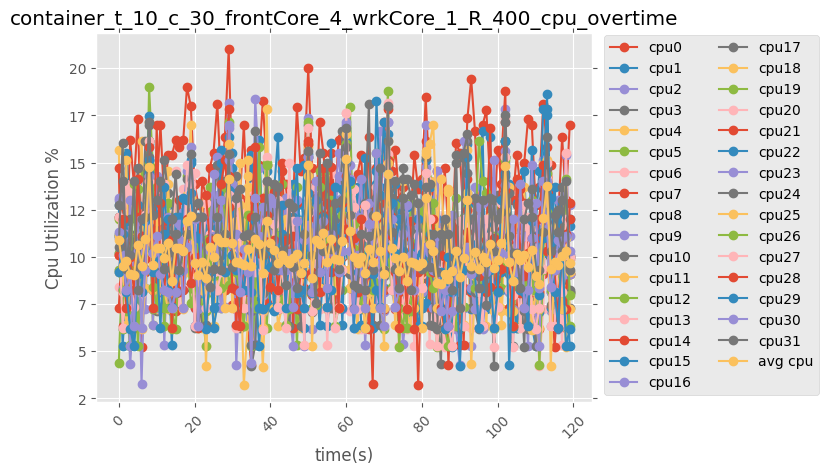 container_t_10_c_30_frontCore_4_wrkCore_1_R_400_cpu_overtime
Cpu Utilization %
20
17
15
12
10
7
5
2
0
20
40
60
80
100
120
time(s)
cpu0
cpu1
cpu2
cpu3
cpu4
cpu5
cpu6
cpu7
cpu8
cpu9
cpu10
cpu11
cpu12
cpu13
cpu14
cpu15
cpu16
cpu17
cpu18
cpu19
cpu20
cpu21
cpu22
cpu23
cpu24
cpu25
cpu26
cpu27
cpu28
cpu29
cpu30
cpu31
avg cpu